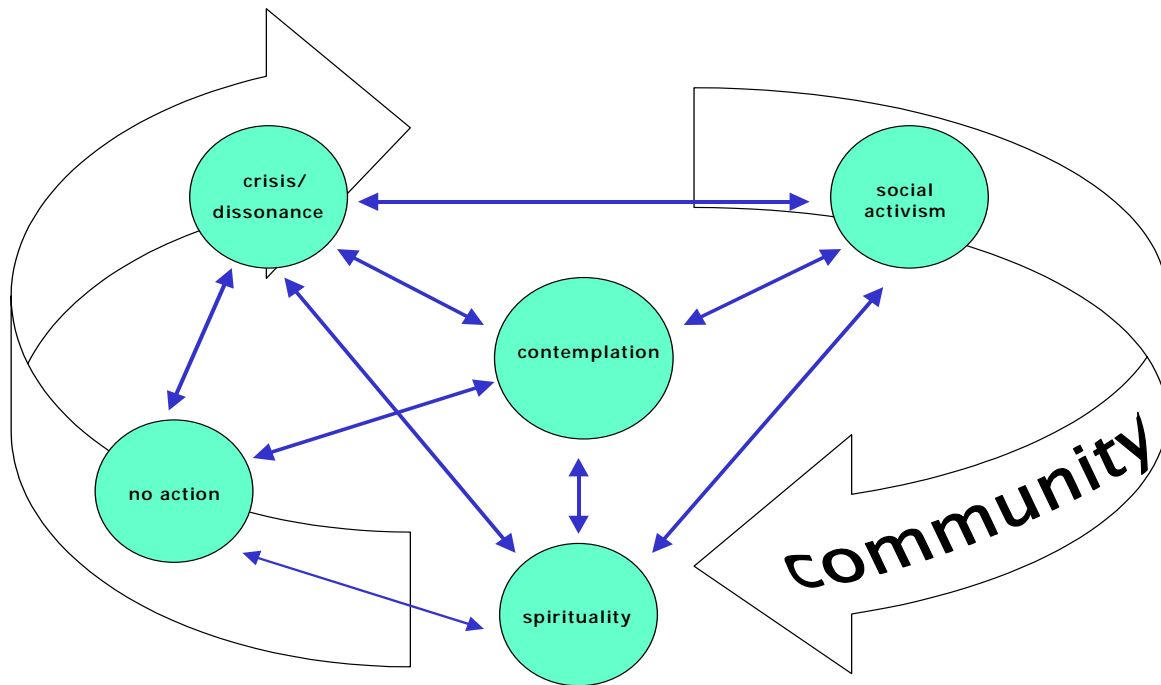 crisis/
dissonance
social
activism
contemplation
no action
spirituality
community